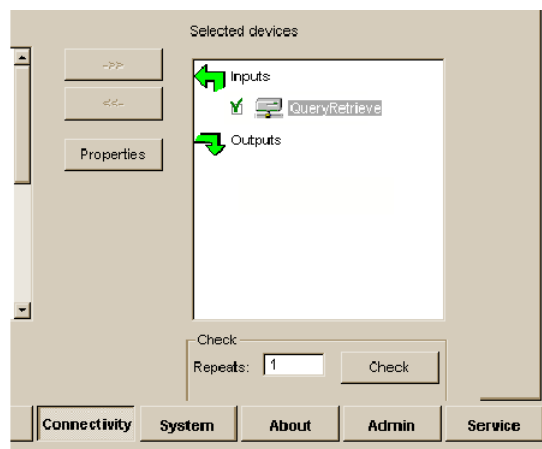 Selected devices
->>
<<-
Properties
Inputs
QueryRetrieve
Outputs
Check
Repeats: 1 Check
Connectivity System About Admin Service